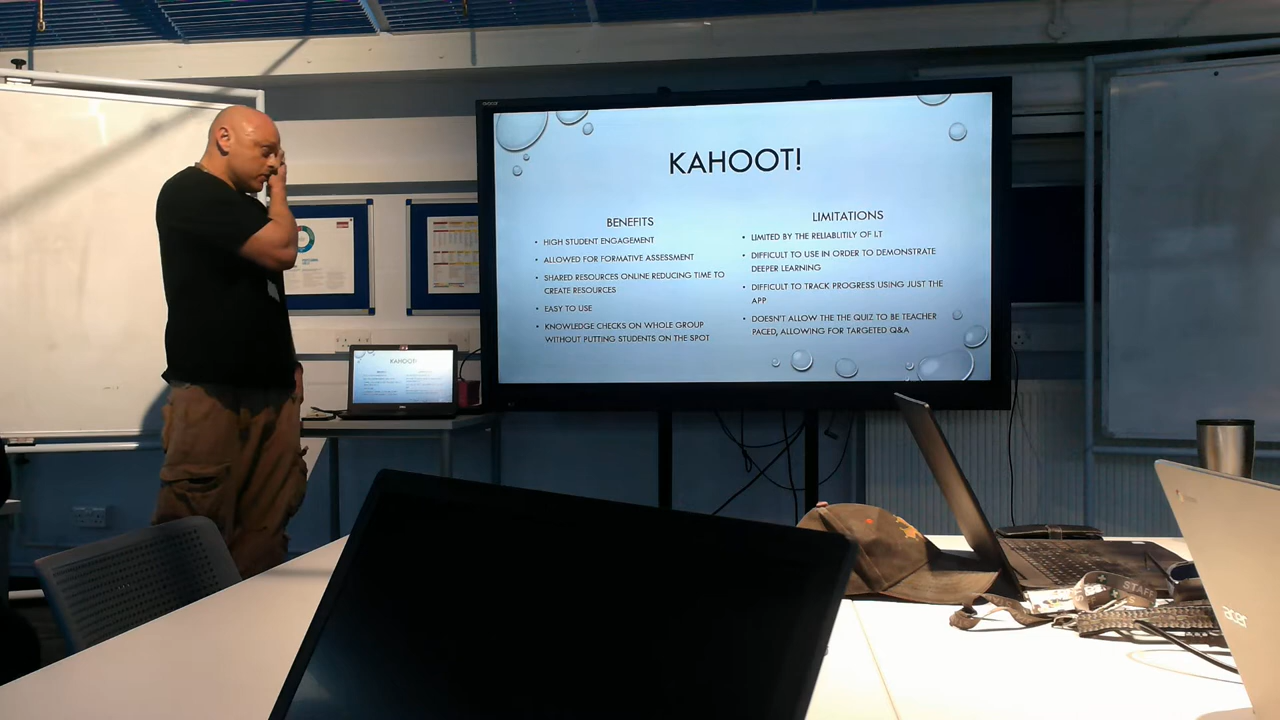 KAHOOT!
BENEFITS
• HIGH STUDENT ENGAGEMENT
• ALLOWED FOR FORMATIVE ASSESSMENT
• SHARED RESOURCES ONLINE REDUCING TIME TO
CREATE RESOURCES
• EASY TO USE
• KNOWLEDGE CHECKS ON WHOLE GROUP
WITHOUT PUTTING STUDENTS ON THE SPOT
LIMITATIONS
• LIMITED BY THE RELIABLITILY OF LT
• DIFFICULT TO USE IN ORDER TO DEMONSTRATE
DEEPER LEARNING
• DIFFICULT TO TRACK PROGRESS USING JUST THE
APP
• DOESN'T ALLOW THE THE QUIZ TO BE TEACHER
PACED, ALLOWING FOR TARGETED Q&A
KAHOOT!
STAFF
acer